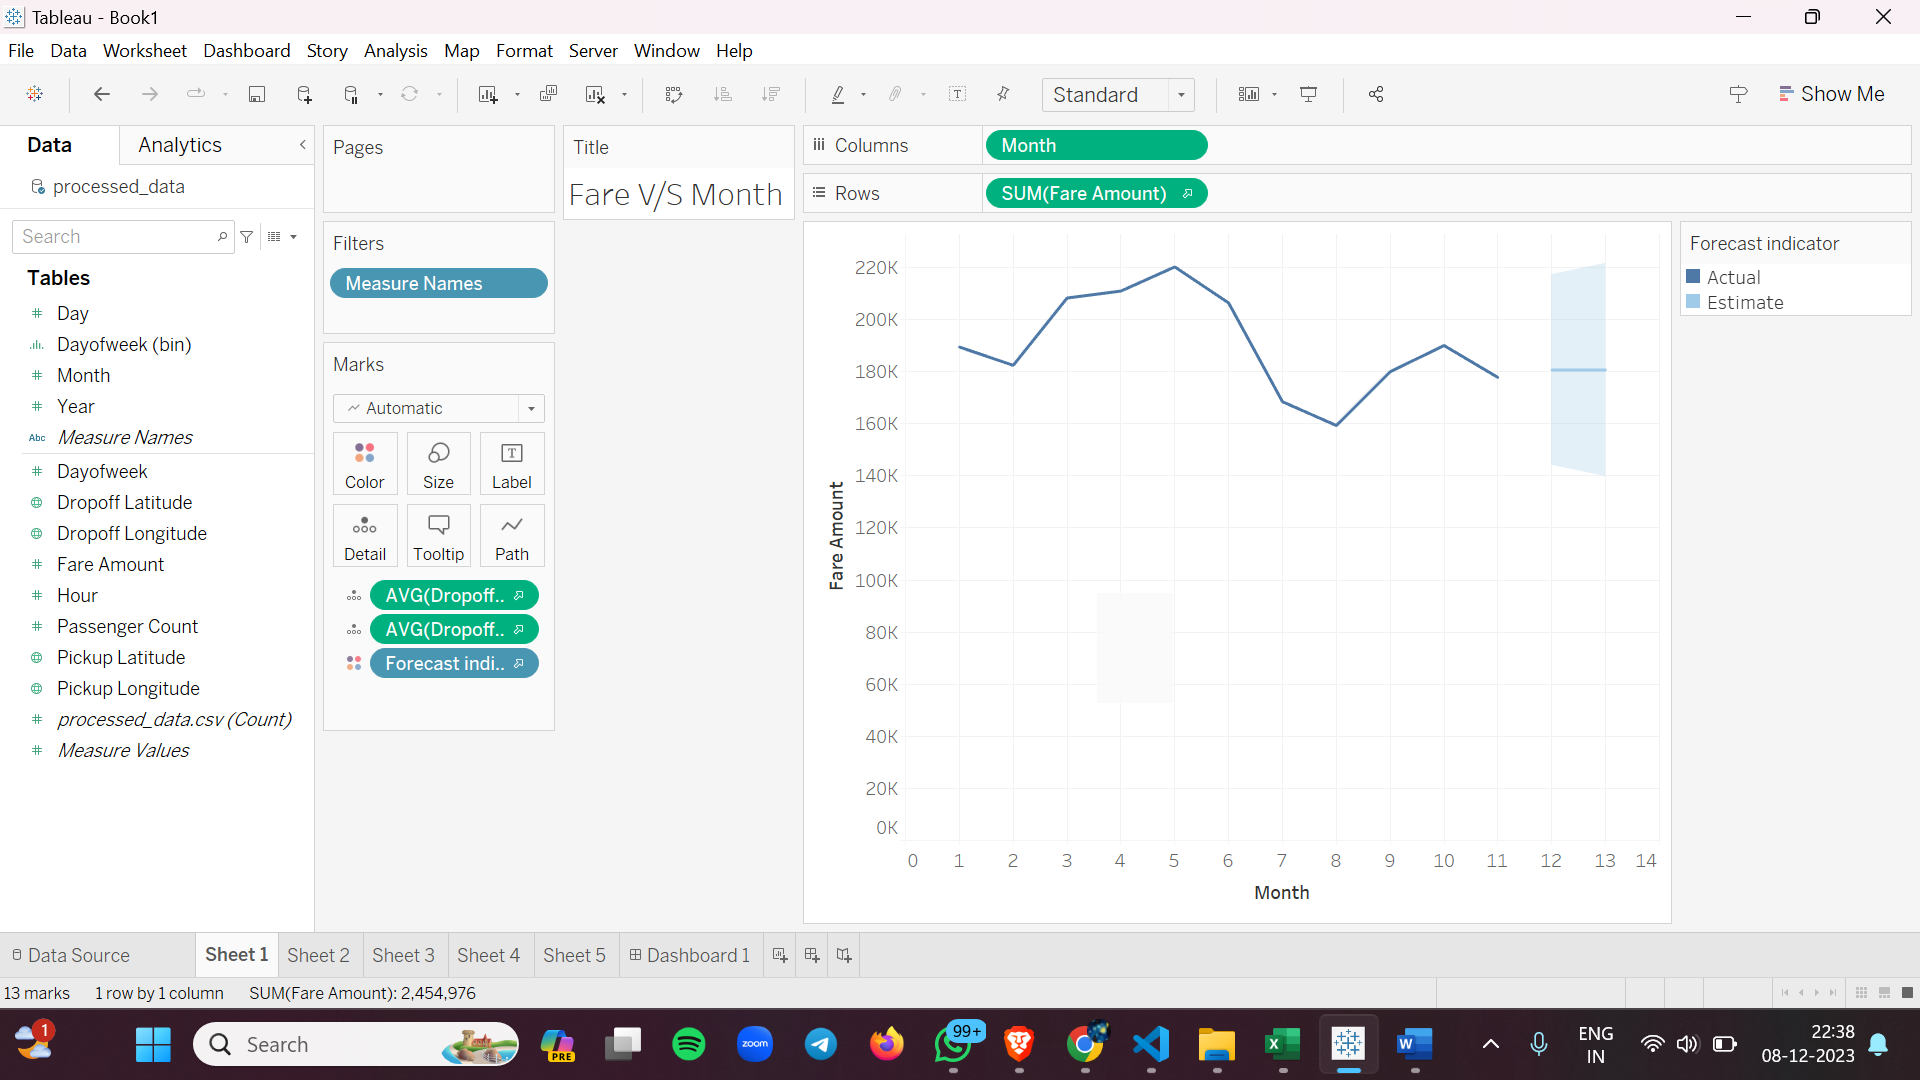 Tableau - Book1
File Data Worksheet Dashboard Story Analysis Map Format Server Window Help
Standard
Show Me
Data
Analytics
processed_data
Search
Tables
Day
Dayofweek (bin)
Month
Year
Abc Measure Names
Dayofweek
Dropoff Latitude
Dropoff Longitude
Fare Amount
Hour
Passenger Count
Pickup Latitude
Pickup Longitude
processed_data.csv (Count)
Measure Values
Pages
Filters
Measure Names
Marks
Automatic
Color Size Label
Detail Tooltip Path
AVG(Dropoff..
AVG(Dropoff..
Forecast indi..
Title
Fare V/S Month
Columns Month
Rows SUM(Fare Amount)
220K
200K
180K
160K
140K
120K
100K
80K
60K
40K
20K
0K
Fare Amount
0 1 2 3 4 5 6 7 8 9 10 11 12 13 14
Month
Forecast indicator
Actual
Estimate
Data Source Sheet 1 Sheet 2 Sheet 3 Sheet 4 Sheet 5 Dashboard 1
13 marks 1 row by 1 column SUM(Fare Amount): 2,454,976
1
Search
PRE
zoom
99+
ENG
IN
22:38
08-12-2023